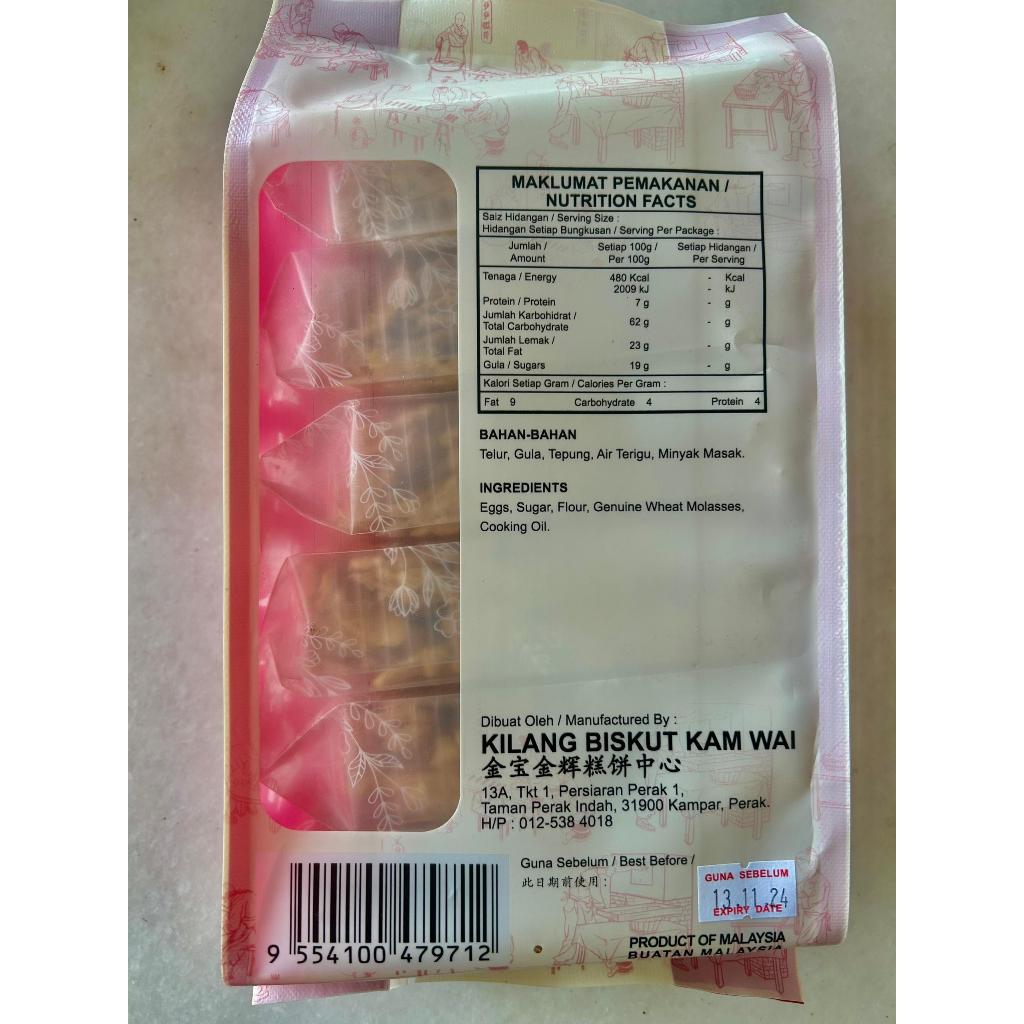 MAKLUMAT PEMAKANAN /
NUTRITION FACTS
Saiz Hidangan / Serving Size :
Hidangan Setiap Bungkusan / Serving Per Package :
Jumlah / Setiap 100g / Setiap Hidangan /
Amount Per 100g Per Serving
Tenaga / Energy 480 Kcal - Kcal
2009 kJ - kJ
Protein / Protein 7 g - g
Jumlah Karbohidrat /
Total Carbohydrate 62 g - g
Jumlah Lemak /
Total Fat 23 g - g
Gula / Sugars 19 g - g
Kalori Setiap Gram / Calories Per Gram :
Fat 9 Carbohydrate 4 Protein 4
BAHAN-BAHAN
Telur, Gula, Tepung, Air Terigu, Minyak Masak.
INGREDIENTS
Eggs, Sugar, Flour, Genuine Wheat Molasses,
Cooking Oil.
Dibuat Oleh / Manufactured By :
KILANG BISKUT KAM WAI
金宝金辉糕饼中心
13A, Tkt 1, Persiaran Perak 1,
Taman Perak Indah, 31900 Kampar, Perak.
H/P : 012-538 4018
Guna Sebelum / Best Before /
此日期前使用 :
GUNA SEBELUM
13.11.24
EXPIRY DATE
9 554100 479712
PRODUCT OF MALAYSIA
BUATAN MALAYSIA